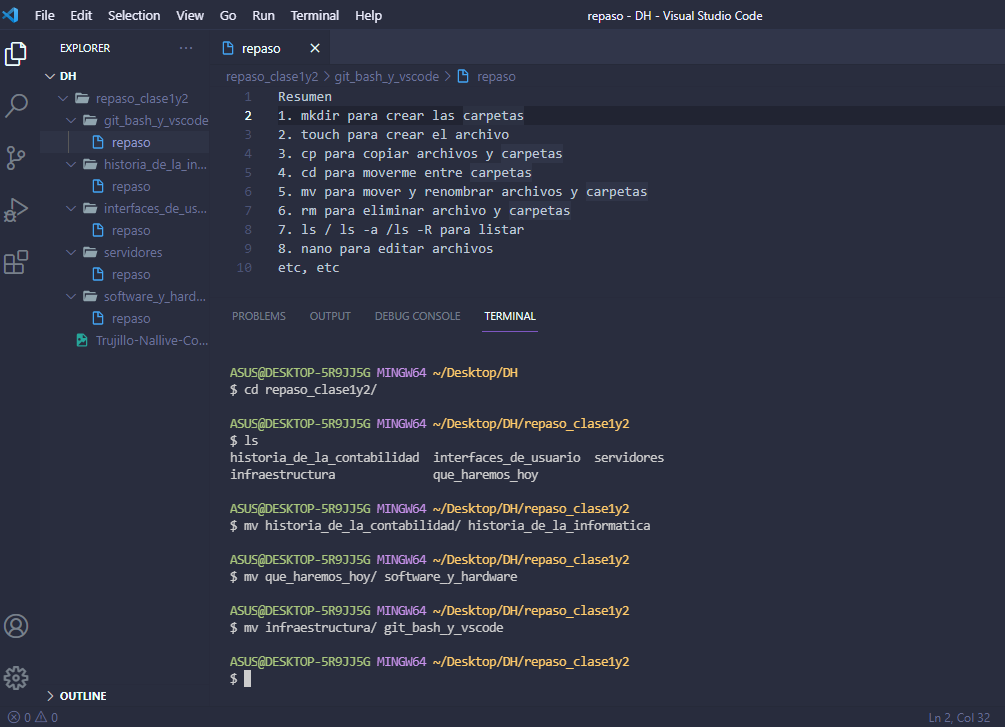 File Edit Selection View Go Run Terminal Help
repaso - DH - Visual Studio Code
EXPLORER
DH
repaso_clase1y2
git_bash_y_vscode
repaso
historia_de_la_in...
repaso
interfaces_de_us...
repaso
servidores
repaso
software_y_hard...
repaso
Trujillo-Nallive-Co...
OUTLINE
repaso
repaso_clase1y2 > git_bash_y_vscode > repaso
1 Resumen
2 1. mkdir para crear las carpetas
3 2. touch para crear el archivo
4 3. cp para copiar archivos y carpetas
5 4. cd para moverme entre carpetas
6 5. mv para mover y renombrar archivos y carpetas
7 6. rm para eliminar archivo y carpetas
8 7. ls / ls -a /ls -R para listar
9 8. nano para editar archivos
10 etc, etc
PROBLEMS OUTPUT DEBUG CONSOLE TERMINAL
ASUS@DESKTOP-5R9JJ5G MINGW64 ~/Desktop/DH
$ cd repaso_clase1y2/
ASUS@DESKTOP-5R9JJ5G MINGW64 ~/Desktop/DH/repaso_clase1y2
$ ls
historia_de_la_contabilidad interfaces_de_usuario servidores
infraestructura que_haremos_hoy
ASUS@DESKTOP-5R9JJ5G MINGW64 ~/Desktop/DH/repaso_clase1y2
$ mv historia_de_la_contabilidad/ historia_de_la_informatica
ASUS@DESKTOP-5R9JJ5G MINGW64 ~/Desktop/DH/repaso_clase1y2
$ mv que_haremos_hoy/ software_y_hardware
ASUS@DESKTOP-5R9JJ5G MINGW64 ~/Desktop/DH/repaso_clase1y2
$ mv infraestructura/ git_bash_y_vscode
ASUS@DESKTOP-5R9JJ5G MINGW64 ~/Desktop/DH/repaso_clase1y2
$
0 0
Ln 2, Col 32